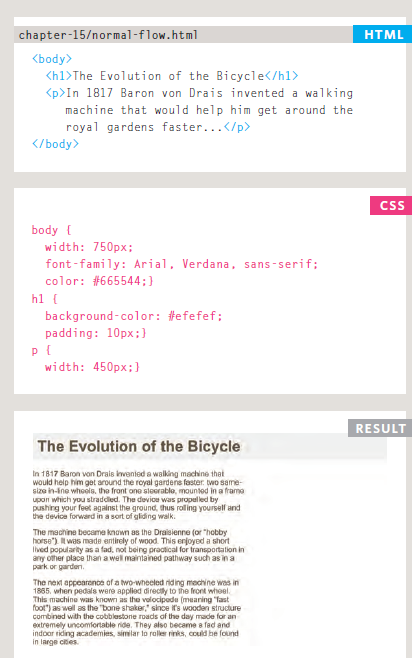 chapter-15/normal-flow.html HTML
<body>
<h1>The Evolution of the Bicycle</h1>
<p>In 1817 Baron von Drais invented a walking
machine that would help him get around the
royal gardens faster...</p>
</body>
CSS
body {
width: 750px;
font-family: Arial, Verdana, sans-serif;
color: #665544;}
h1 {
background-color: #efefef;
padding: 10px;}
p {
width: 450px;}
RESULT
The Evolution of the Bicycle
In 1817 Baron von Drais invented a walking machine that
would help him get around the royal gardens faster: two same-
size in-line wheels, the front one steerable, mounted in a frame
upon which you straddled. The device was propelled by
pushing your feet against the ground, thus rolling yourself and
the device forward in a sort of gliding walk.
The machine became known as the Draisienne (or "hobby
horse"). It was made entirely of wood. This enjoyed a short
lived popularity as a fad, not being practical for transportation in
any other place than a well maintained pathway such as in a
park or garden.
The next appearance of a two-wheeled riding machine was in
1865, when pedals were applied directly to the front wheel.
This machine was known as the velocipede (meaning "fast
foot") as well as the "bone shaker," since it's wooden structure
combined with the cobblestone roads of the day made for an
extremely uncomfortable ride. They also became a fad and
indoor riding academies, similar to roller rinks, could be found
in large cities.